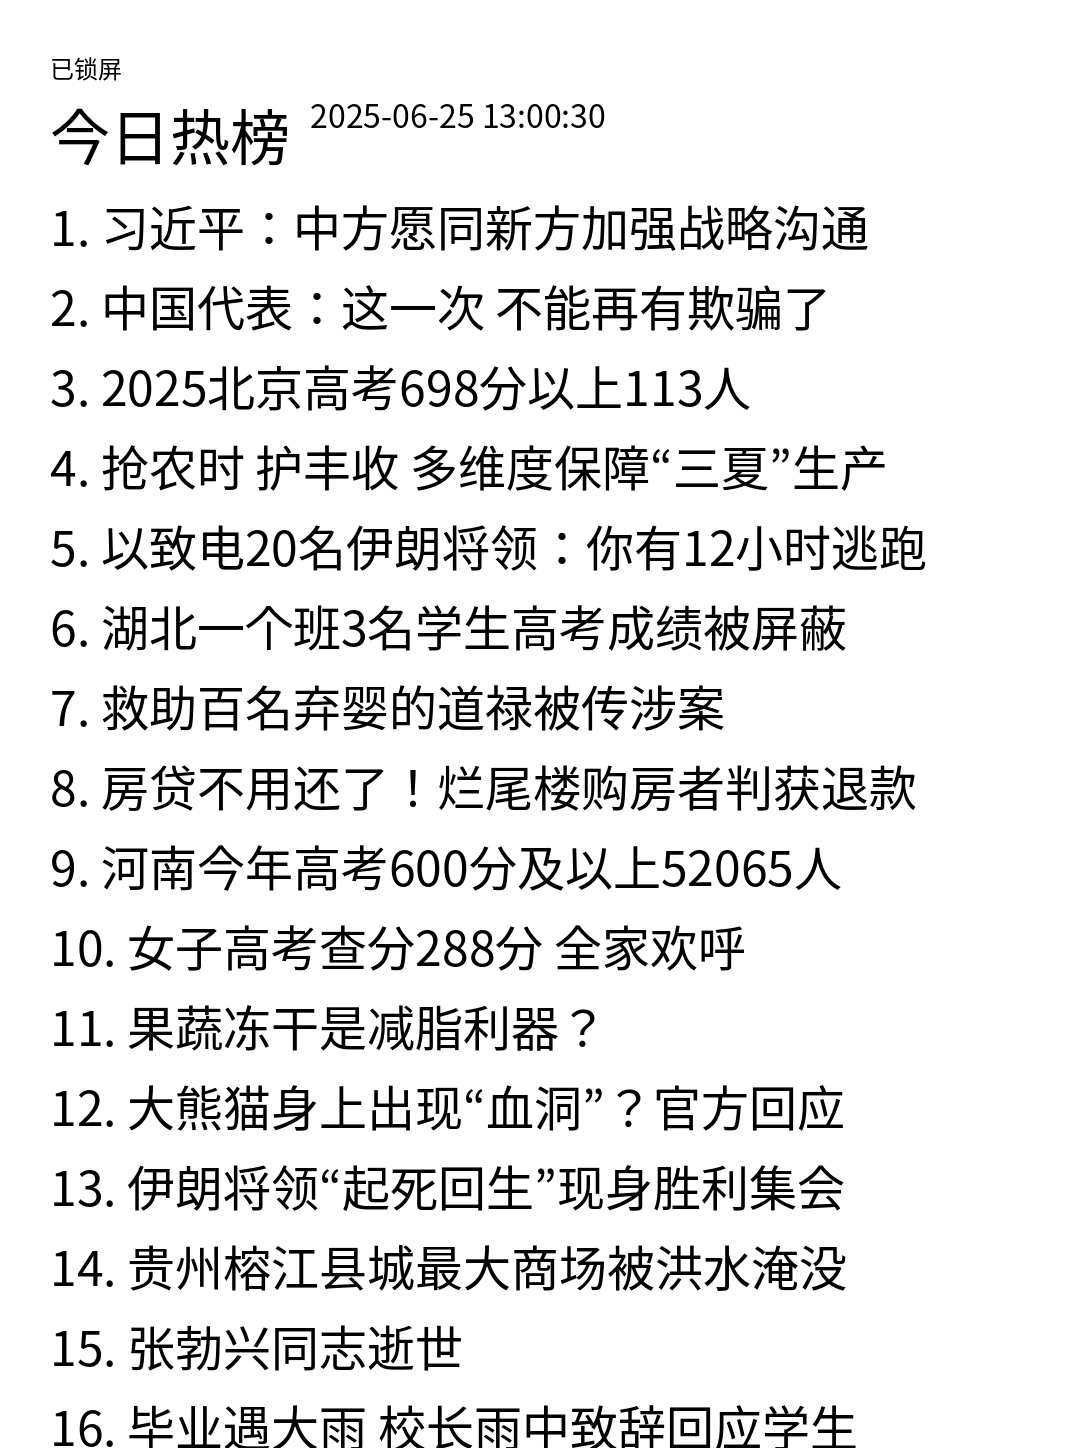 已锁屏
今日热榜 2025-06-25 13:00:30
1. 习近平：中方愿同新方加强战略沟通
2. 中国代表：这一次 不能再有欺骗了
3. 2025北京高考698分以上113人
4. 抢农时 护丰收 多维度保障“三夏”生产
5. 以致电20名伊朗将领：你有12小时逃跑
6. 湖北一个班3名学生高考成绩被屏蔽
7. 救助百名弃婴的道禄被传涉案
8. 房贷不用还了！烂尾楼购房者判获退款
9. 河南今年高考600分及以上52065人
10. 女子高考查分288分 全家欢呼
11. 果蔬冻干是减脂利器？
12. 大熊猫身上出现“血洞”？官方回应
13. 伊朗将领“起死回生”现身胜利集会
14. 贵州榕江县城最大商场被洪水淹没
15. 张勃兴同志逝世
16. 毕业遇大雨 校长雨中致辞回应学生